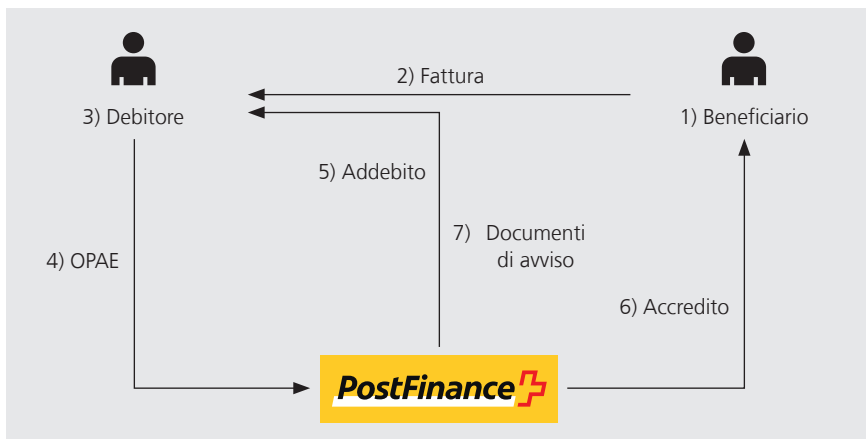 2) Fattura
3) Debitore
1) Beneficiario
5) Addebito
7) Documenti
di avviso
4) OPAE
6) Accredito
PostFinance